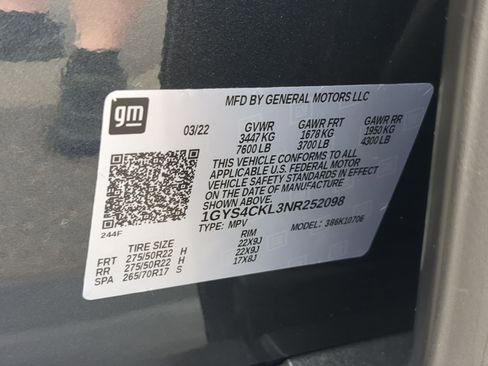 gm
MFD BY GENERAL MOTORS LLC
03/22 GVWR GAWR FRT GAWR RR
3447 KG 1678 KG 1950 KG
7600 LB 3700 LB 4300 LB
THIS VEHICLE CONFORMS TO ALL
APPLICABLE U.S. FEDERAL MOTOR
VEHICLE SAFETY STANDARDS IN EFFECT
ON THE DATE OF MANUFACTURE
SHOWN ABOVE.
1GYS4CKL3NR252098
TYPE: MPV MODEL: 386K10706
244F
TIRE SIZE RIM
FRT 275/50R22 H 22X9J
RR 275/50R22 H 22X9J
SPA 265/70R17 S 17X8J